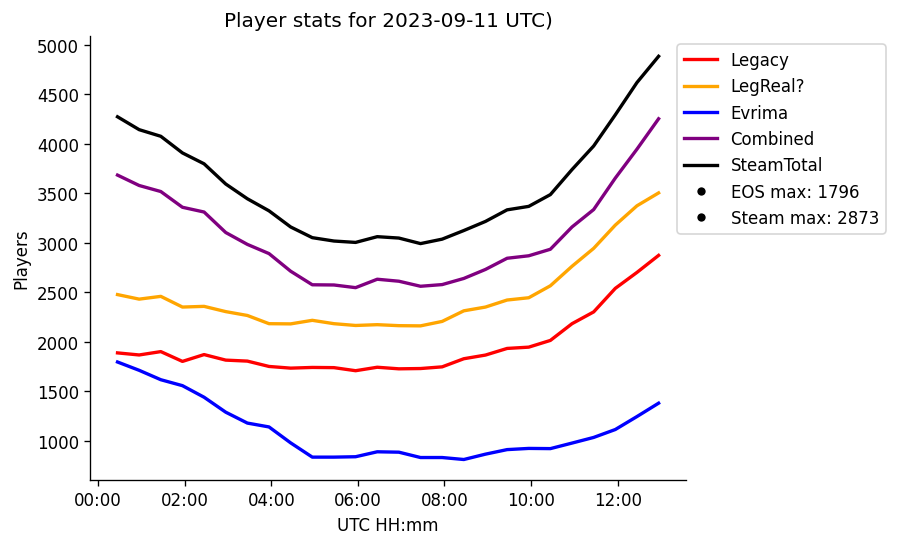 Player stats for 2023-09-11 UTC)
5000
4500
4000
3500
3000
2500
2000
1500
1000
Players
00:00 02:00 04:00 06:00 08:00 10:00 12:00
UTC HH:mm
Legacy
LegReal?
Evrima
Combined
SteamTotal
EOS max: 1796
Steam max: 2873